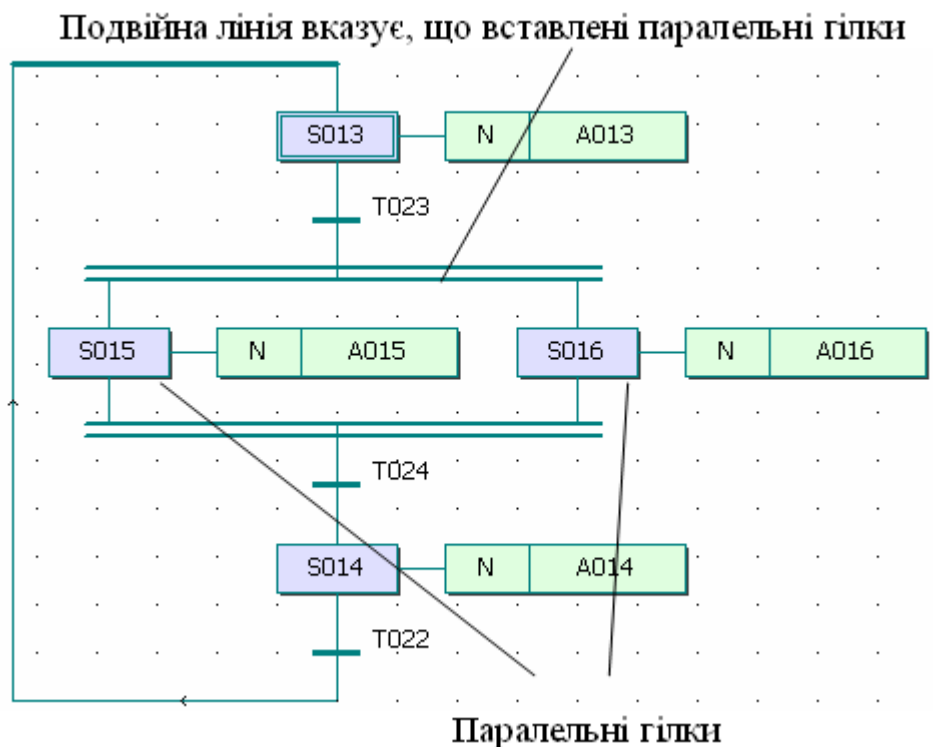 Подвійна лінія вказує, що вставлені паралельні гілки
S013 N A013
T023
S015 N A015 S016 N A016
T024
S014 N A014
T022
Паралельні гілки